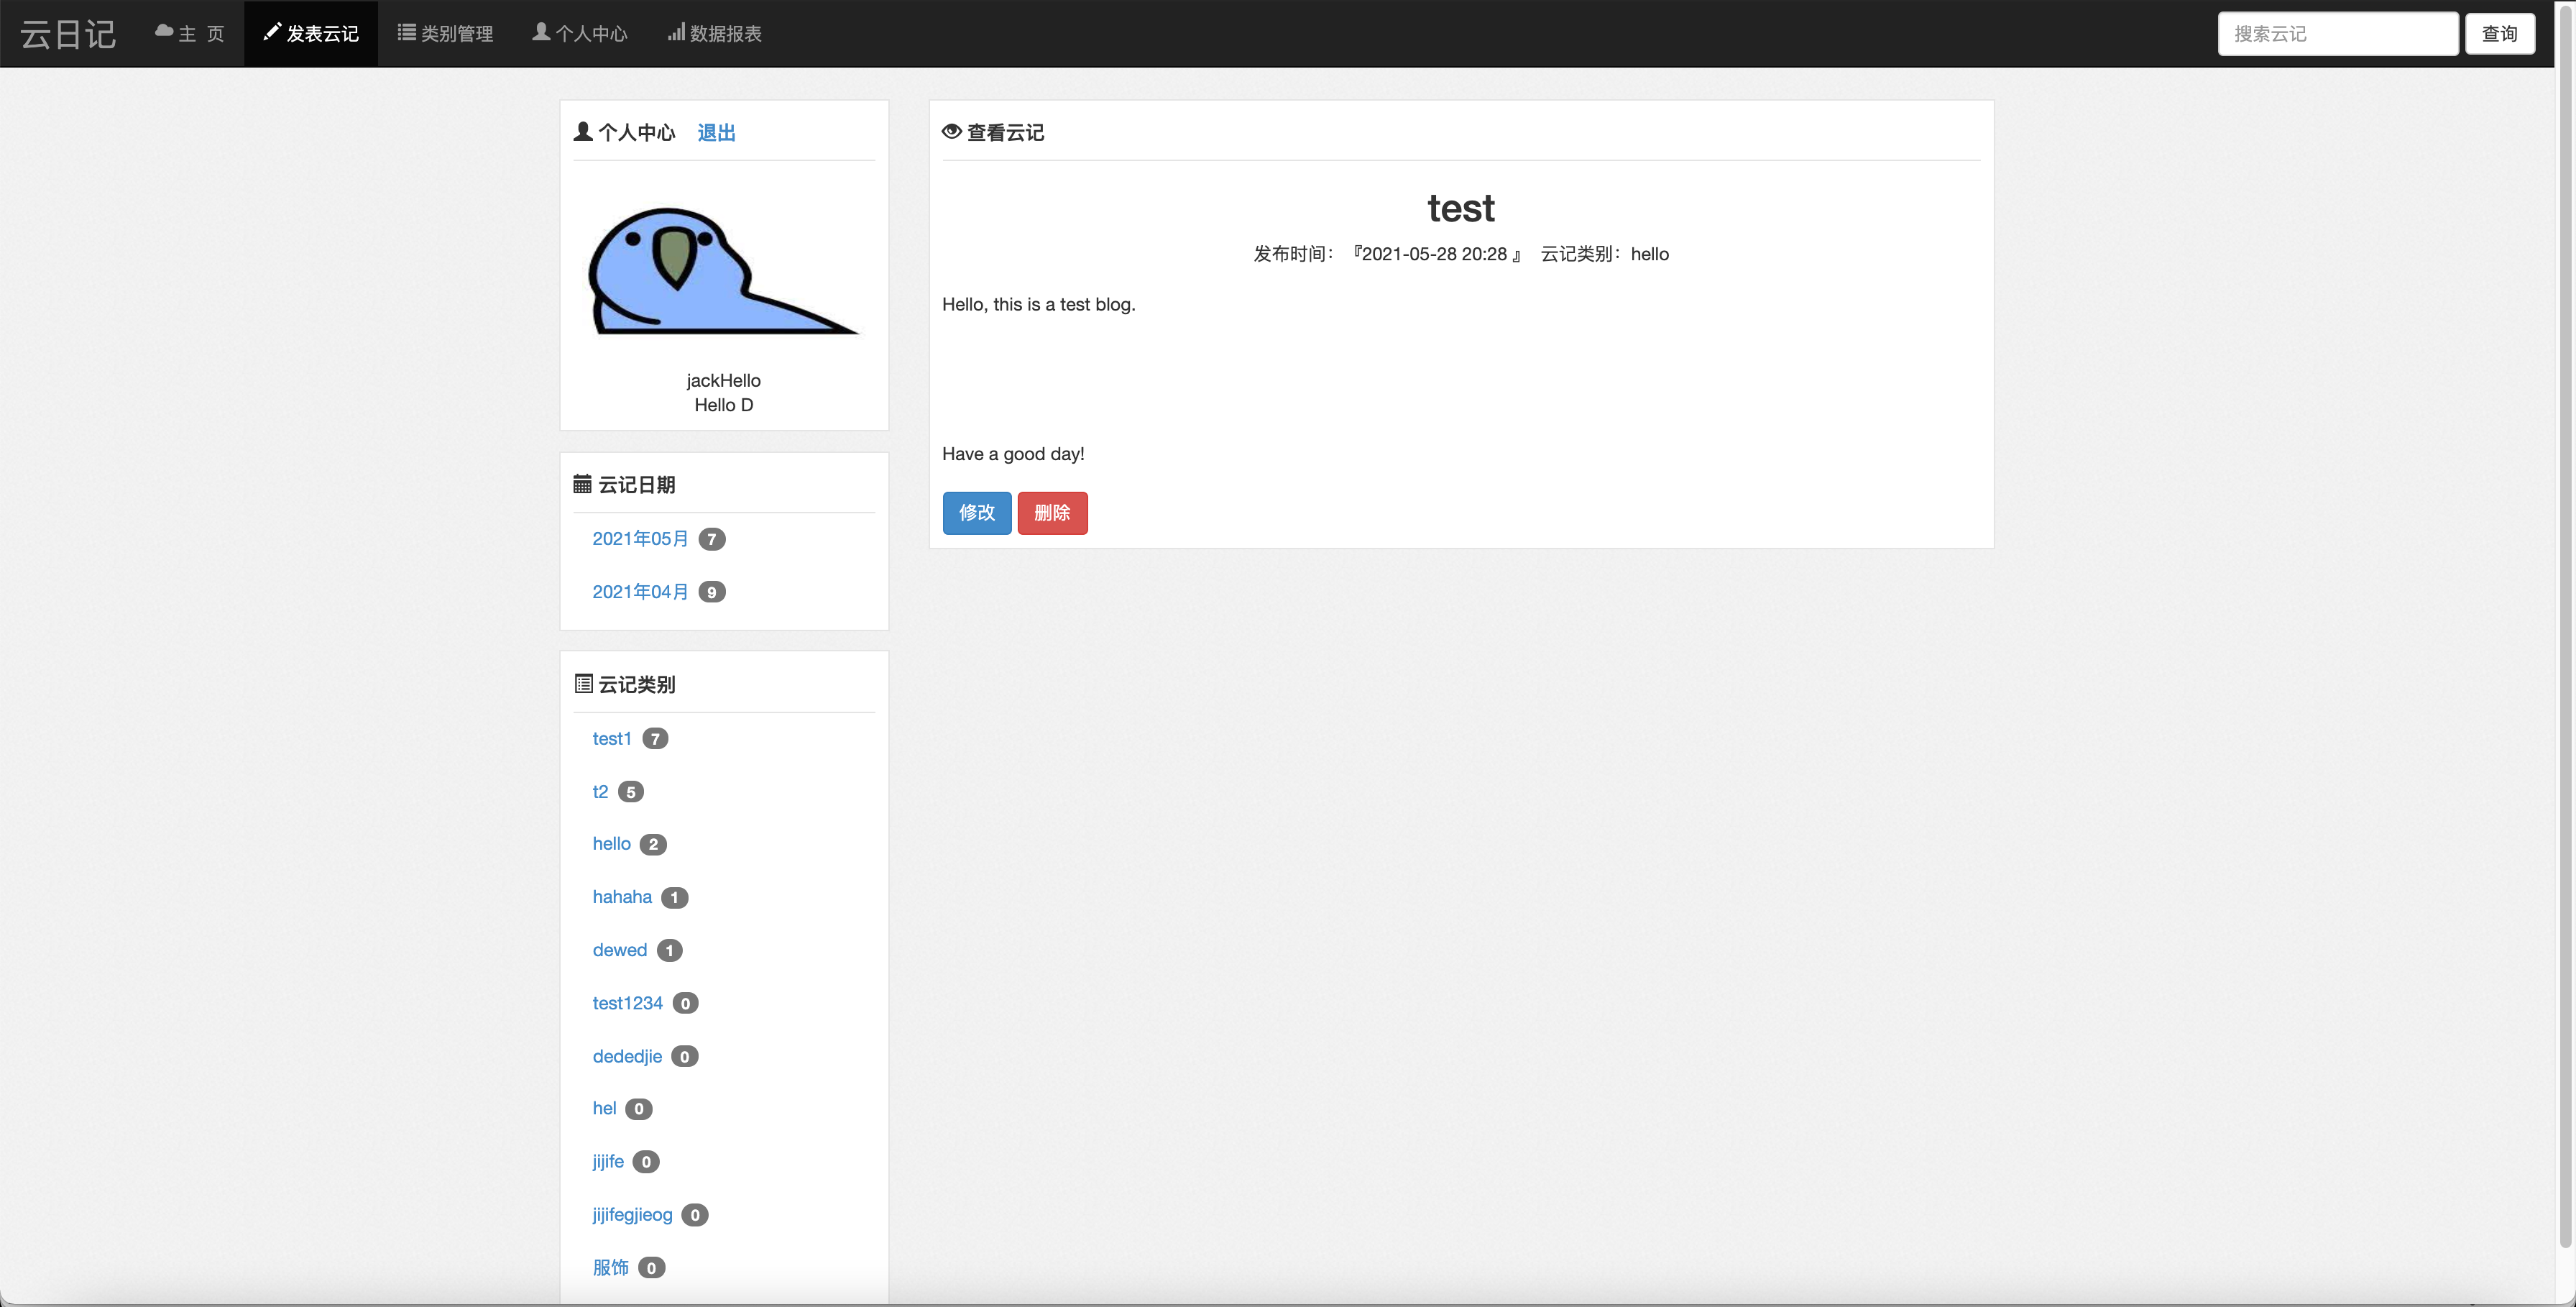 云日记 主 页 发表云记 类别管理 个人中心 数据报表 搜索云记 查询
个人中心 退出
jackHello
Hello D
云记日期
2021年05月 7
2021年04月 9
云记类别
test1 7
t2 5
hello 2
hahaha 1
dewed 1
test1234 0
dededjie 0
hel 0
jijife 0
jijifegjieog 0
服饰 0
查看云记
test
发布时间：『2021-05-28 20:28 』 云记类别：hello
Hello, this is a test blog.
Have a good day!
修改 删除